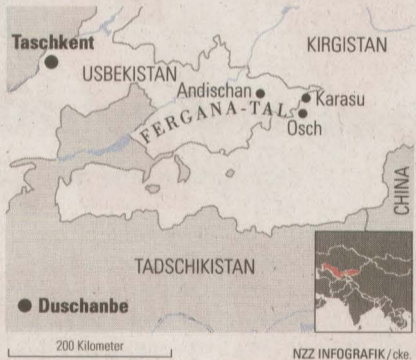 Taschkent
KIRGISTAN
USBEKISTAN
Andischan
Karasu
FERGANA-TAL
Osch
CHINA
TADSCHIKISTAN
Duschanbe
200 Kilometer
NZZ INFOGRAFIK/cke.